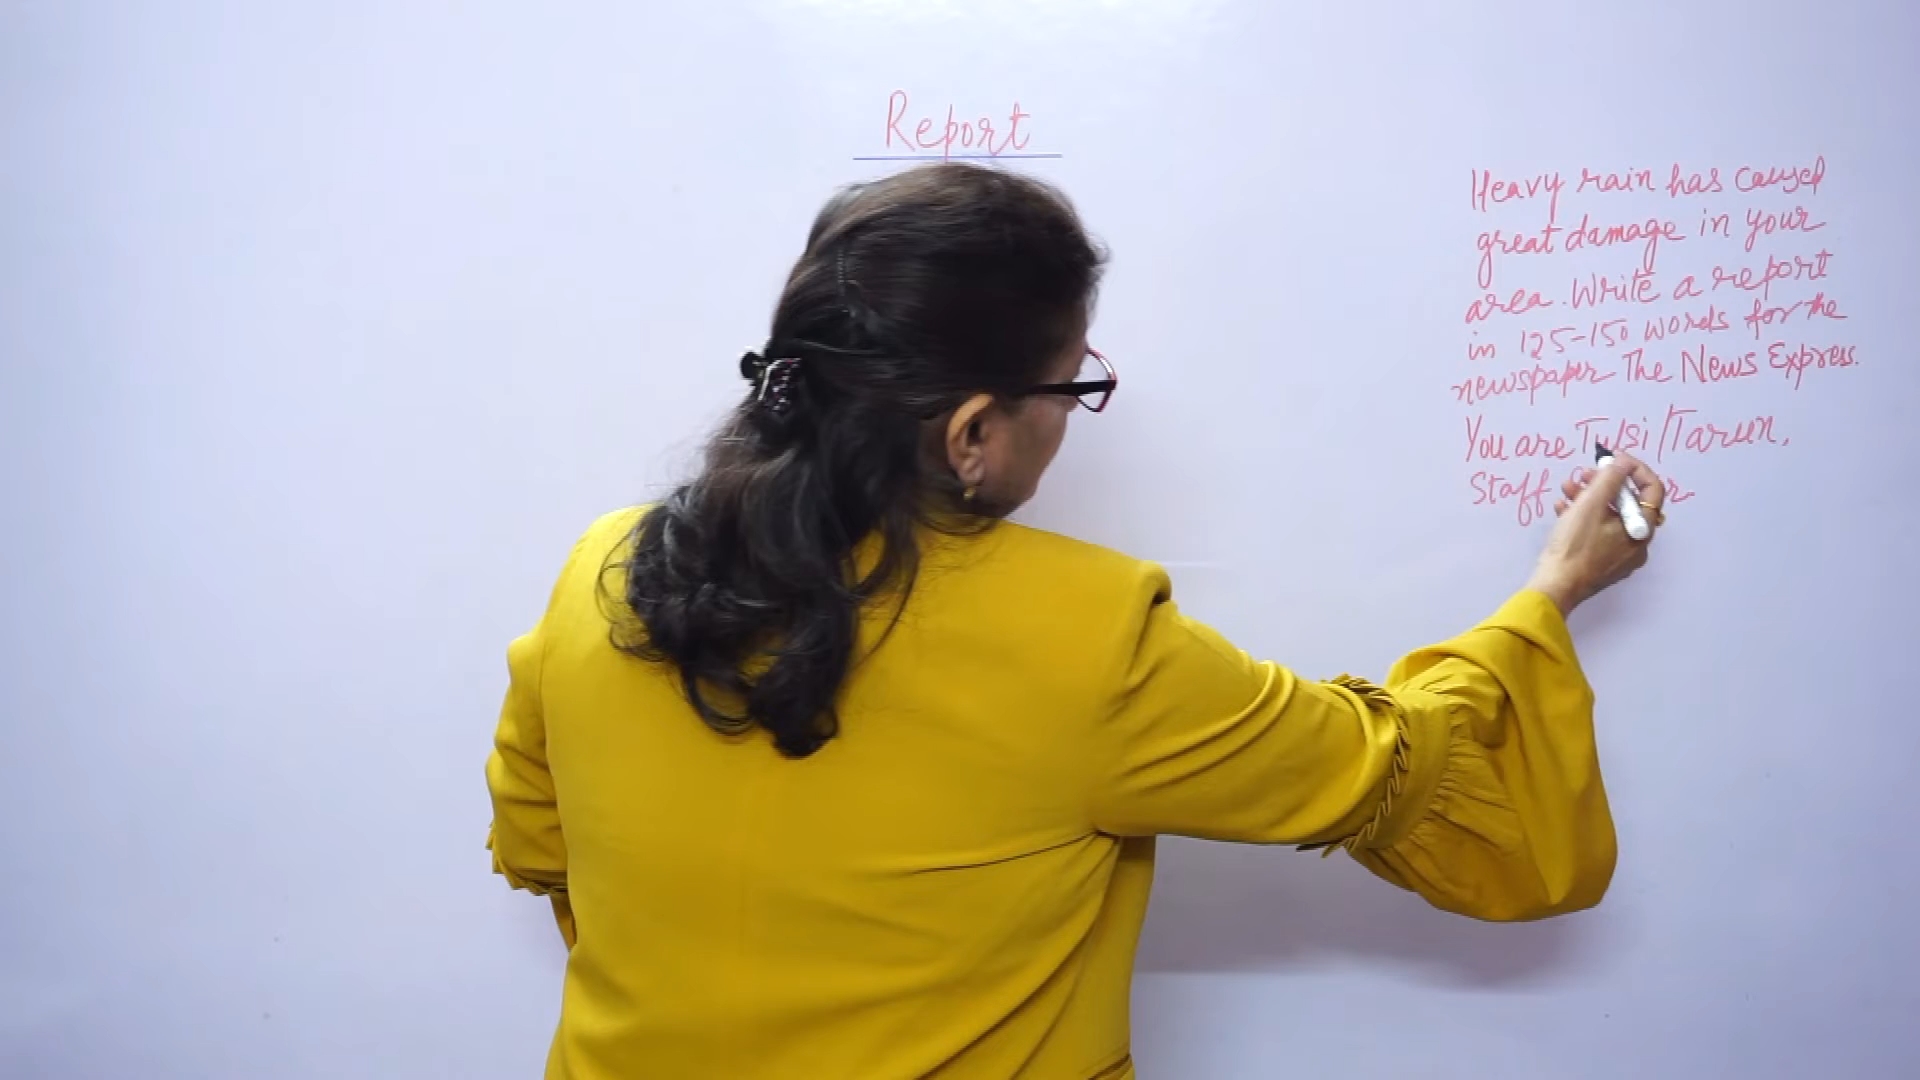 Report
Heavy rain has caused
great damage in your
area. Write a report
in 125-150 words for the
newspaper The News Express.
You are Tulsi/Tarun,
Staff